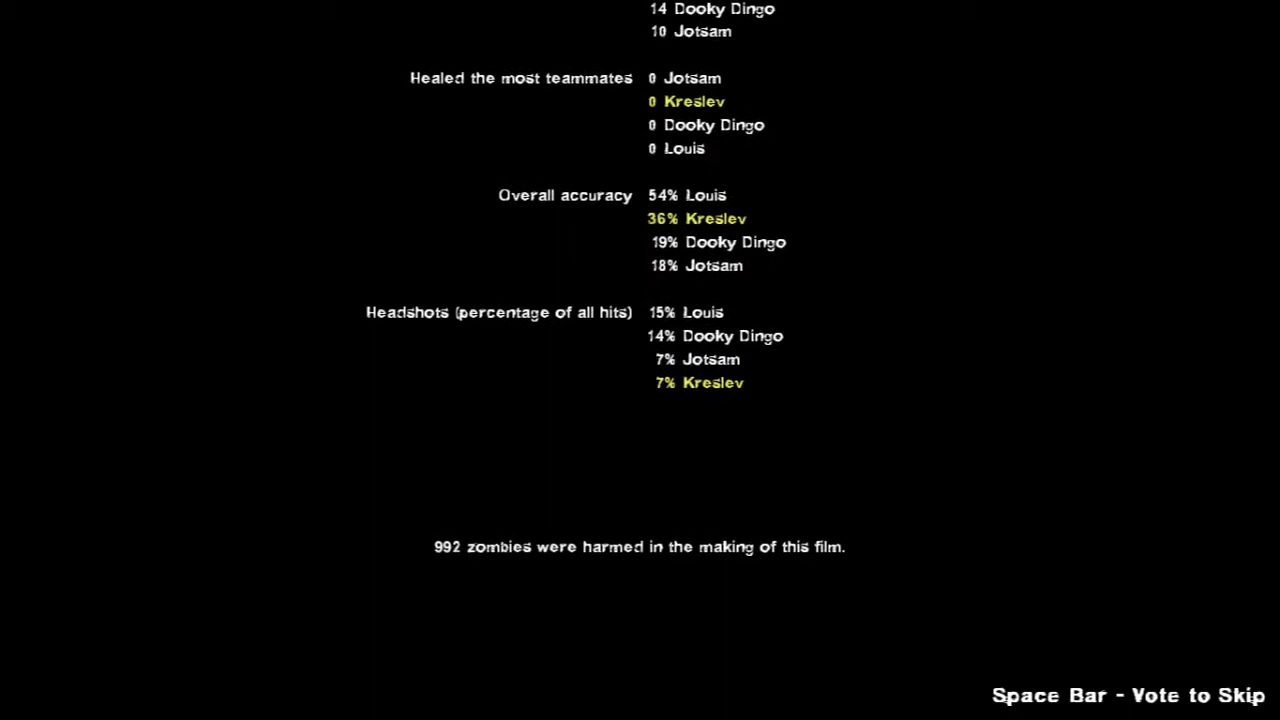 14 Dooky Dingo
10 Jotsam
Healed the most teammates 0 Jotsam
0 Kreslev
0 Dooky Dingo
0 Louis
Overall accuracy 54% Louis
36% Kreslev
19% Dooky Dingo
18% Jotsam
Headshots (percentage of all hits) 15% Louis
14% Dooky Dingo
7% Jotsam
7% Kreslev
992 zombies were harmed in the making of this film.
Space Bar - Vote to Skip